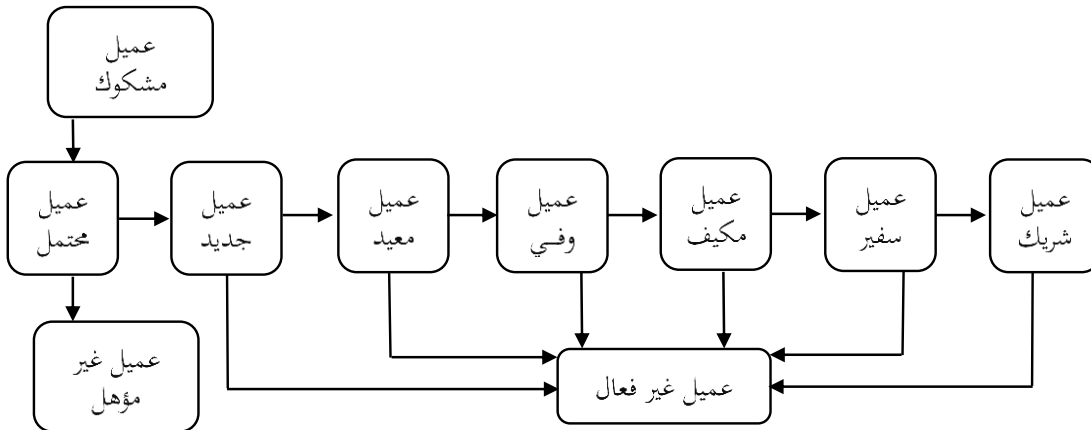 عميل
مشكوك
عميل
محتمل
عميل
جديد
عميل
معيد
عميل
وفي
عميل
مكيف
عميل
سفير
عميل
شريك
عميل غير
مؤهل
عميل غير فعال